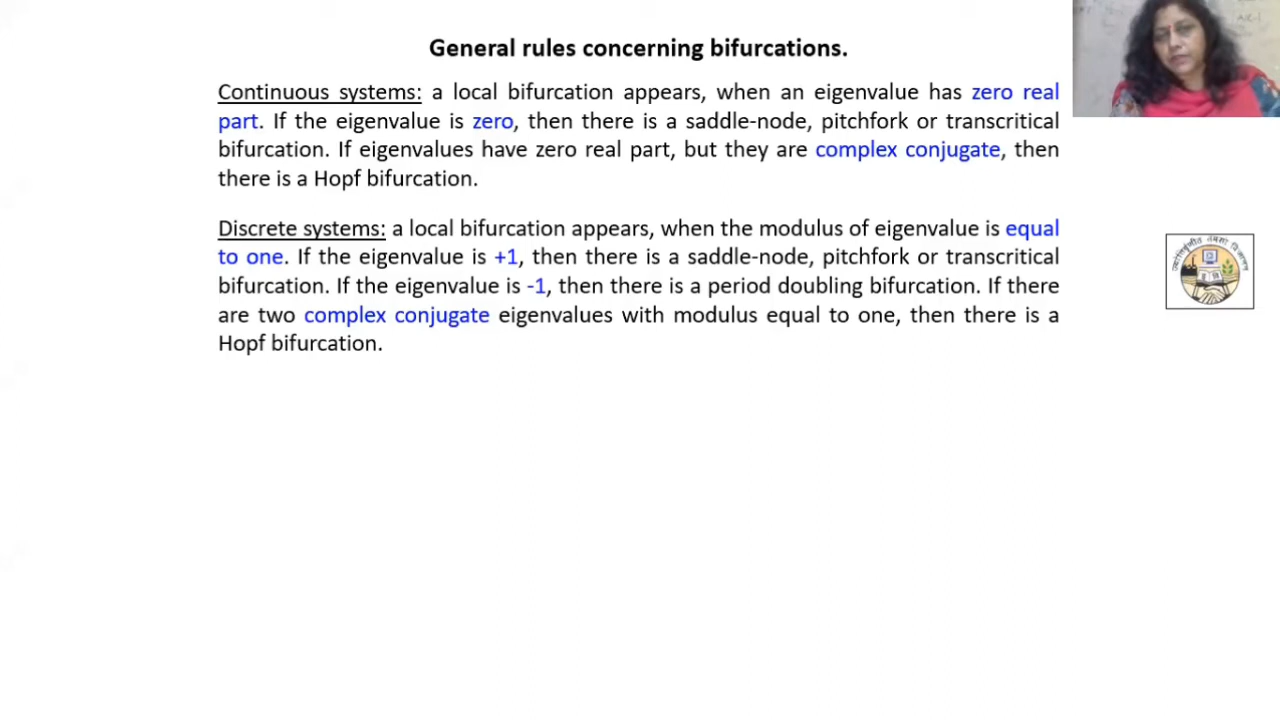 General rules concerning bifurcations.
Continuous systems: a local bifurcation appears, when an eigenvalue has zero real
part. If the eigenvalue is zero, then there is a saddle-node, pitchfork or transcritical
bifurcation. If eigenvalues have zero real part, but they are complex conjugate, then
there is a Hopf bifurcation.
Discrete systems: a local bifurcation appears, when the modulus of eigenvalue is equal
to one. If the eigenvalue is +1, then there is a saddle-node, pitchfork or transcritical
bifurcation. If the eigenvalue is -1, then there is a period doubling bifurcation. If there
are two complex conjugate eigenvalues with modulus equal to one, then there is a
Hopf bifurcation.